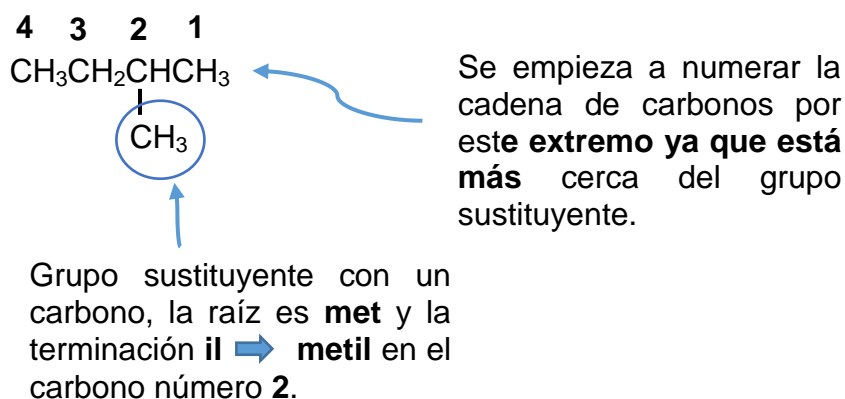 4 3 2 1
CH₃CH₂CHCH₃
CH₃
Se empieza a numerar la
cadena de carbonos por
este extremo ya que está
más cerca del grupo
sustituyente.
Grupo sustituyente con un
carbono, la raíz es met y la
terminación il metil en el
carbono número 2.